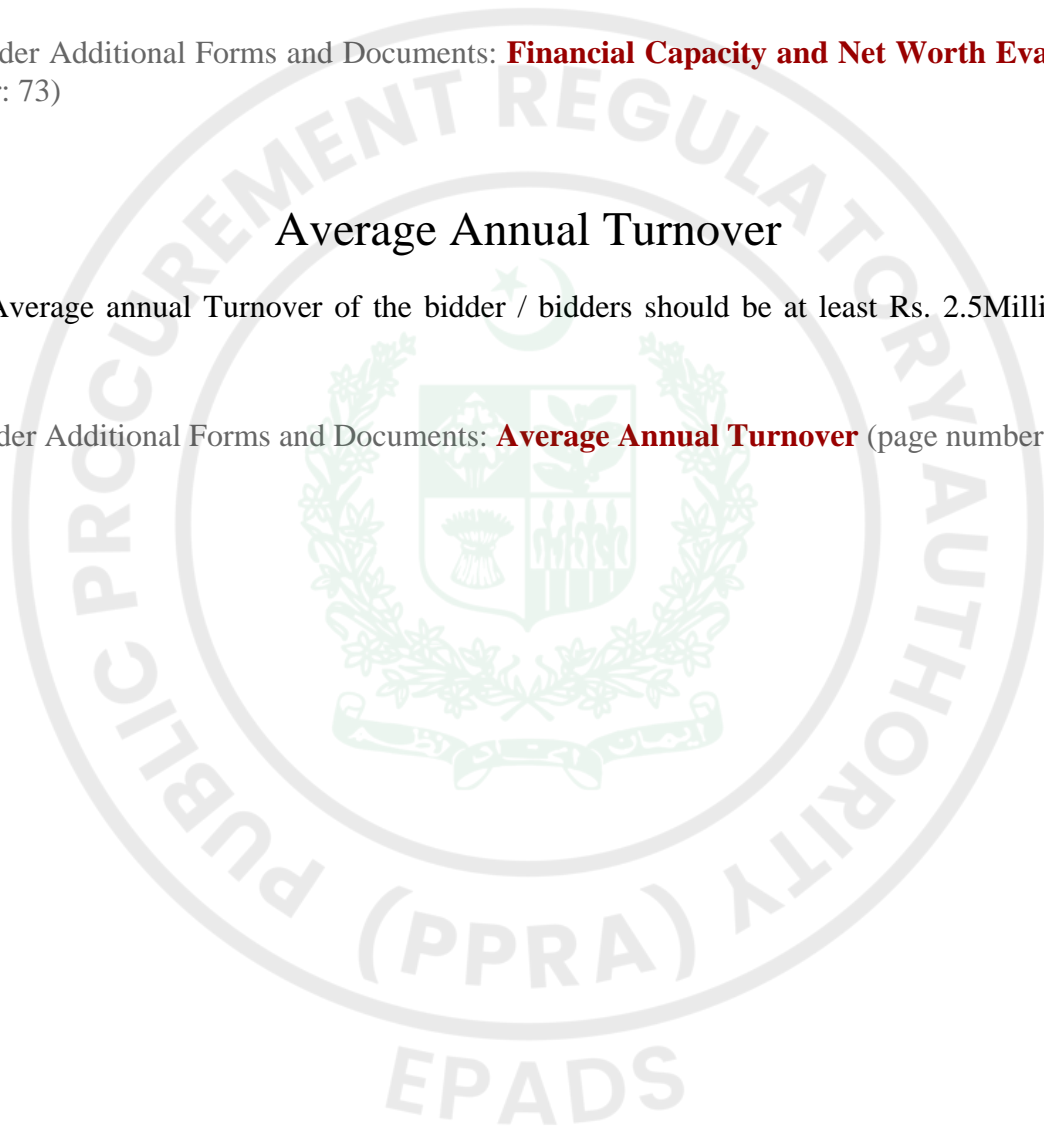 der Additional Forms and Documents: Financial Capacity and Net Worth Eva
: 73)
Average Annual Turnover
Average annual Turnover of the bidder / bidders should be at least Rs. 2.5Milli
der Additional Forms and Documents: Average Annual Turnover (page number
PUBLIC PROCUREMENT REGULATORY AUTHORITY
(PPRA)
EPADS